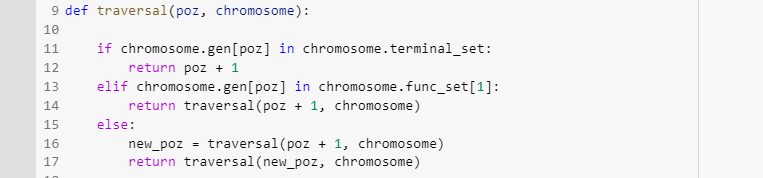 9 def traversal(poz, chromosome):
10
11     if chromosome.gen[poz] in chromosome.terminal_set:
12         return poz + 1
13     elif chromosome.gen[poz] in chromosome.func_set[1]:
14         return traversal(poz + 1, chromosome)
15     else:
16         new_poz = traversal(poz + 1, chromosome)
17         return traversal(new_poz, chromosome)